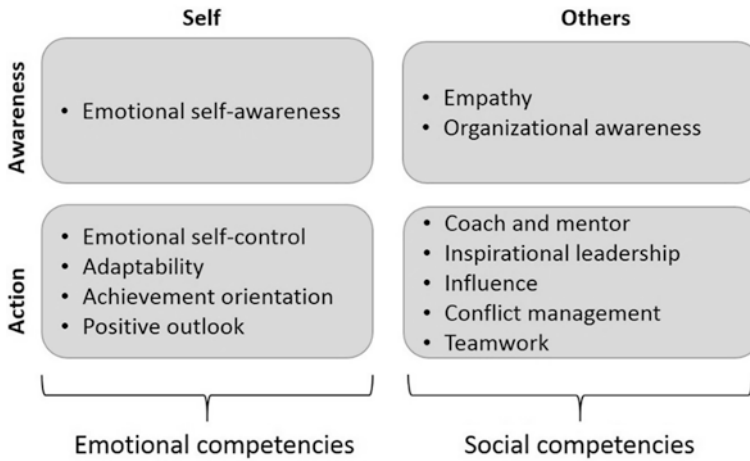 Self
Others
Awareness
• Emotional self-awareness
• Empathy
• Organizational awareness
Action
• Emotional self-control
• Adaptability
• Achievement orientation
• Positive outlook
• Coach and mentor
• Inspirational leadership
• Influence
• Conflict management
• Teamwork
Emotional competencies
Social competencies